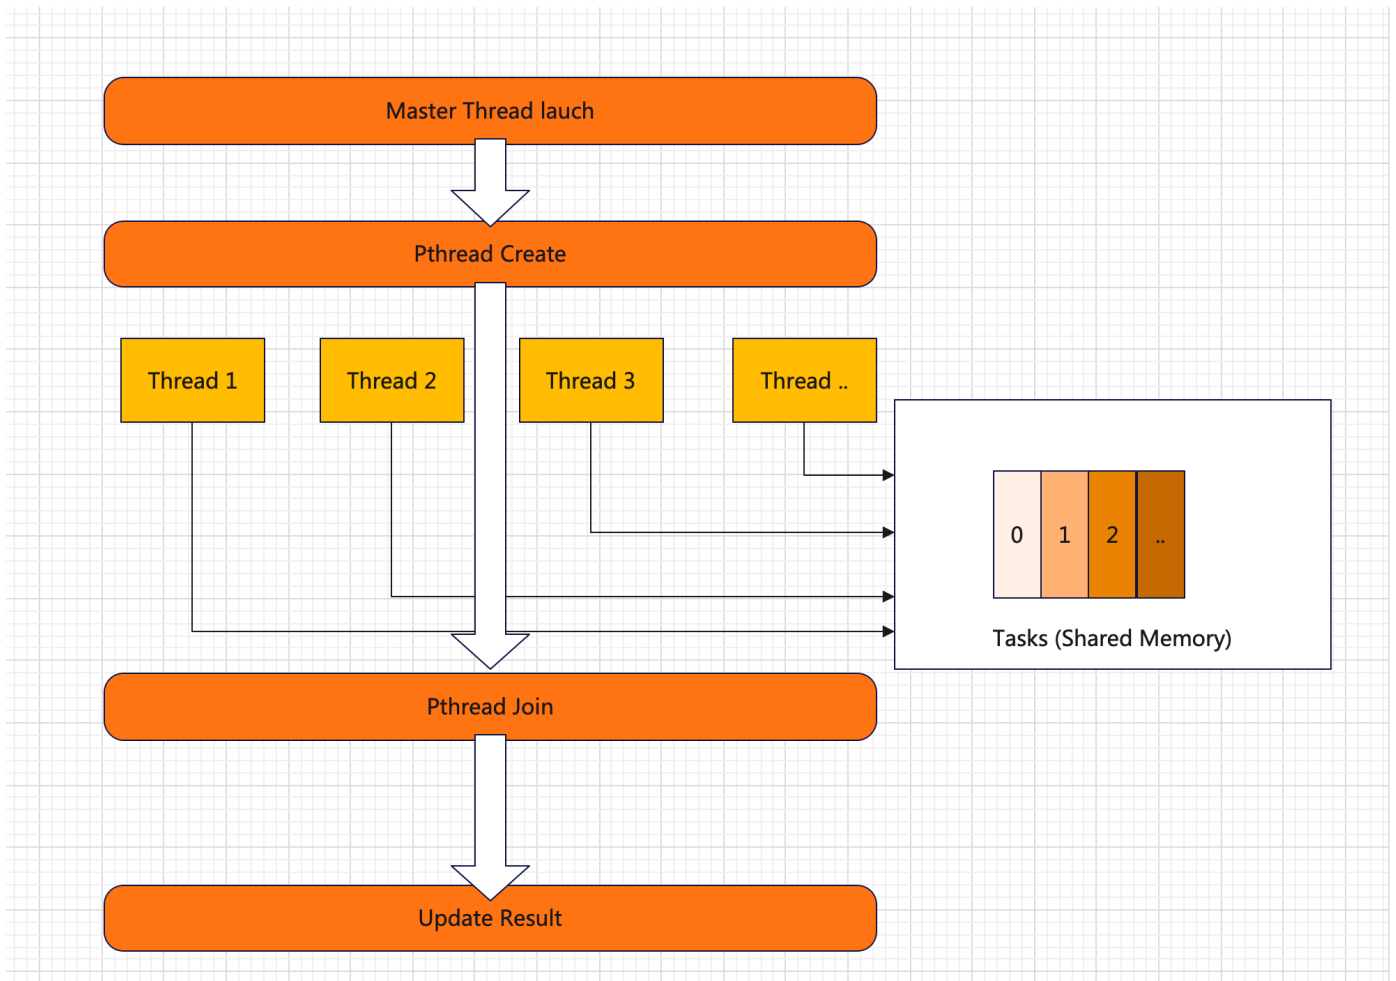 Master Thread lauch
Pthread Create
Thread 1
Thread 2
Thread 3
Thread ..
0
1
2
..
Tasks (Shared Memory)
Pthread Join
Update Result